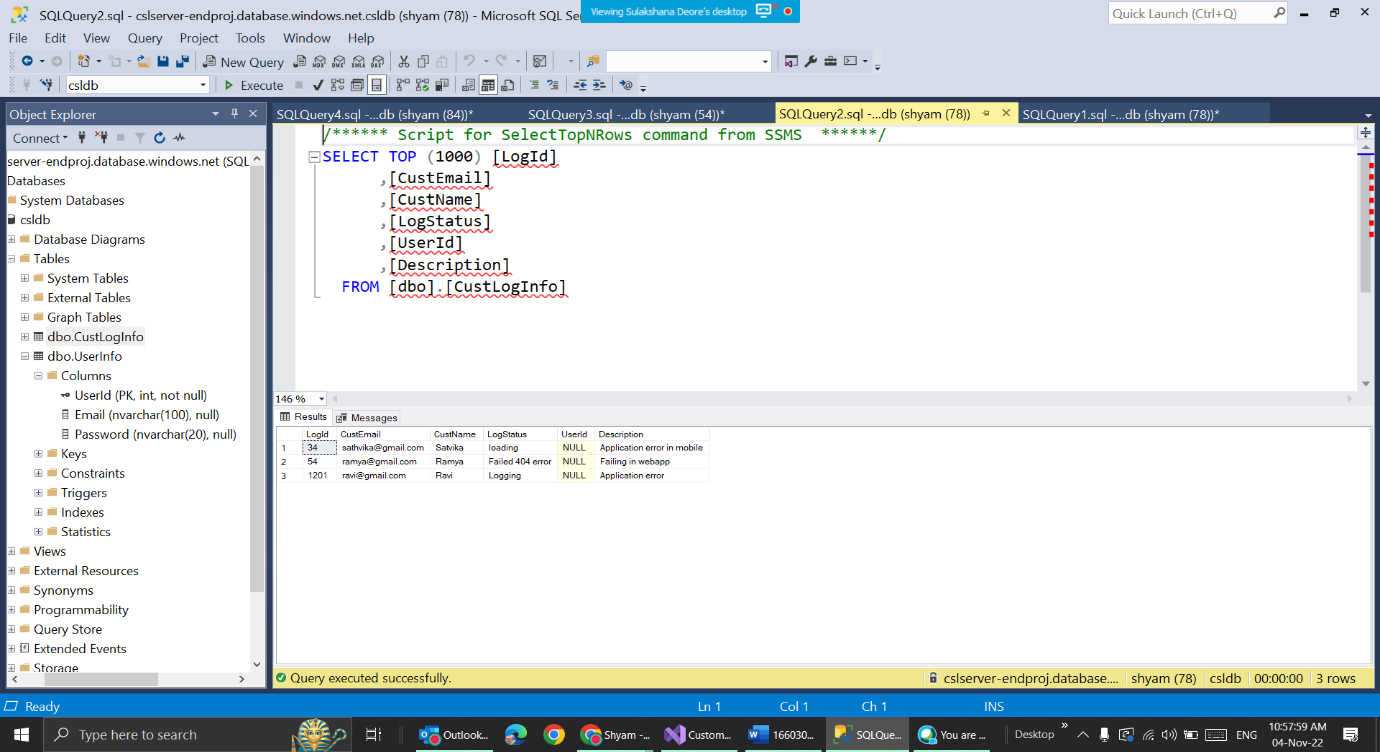 SQLQuery2.sql - cslserver-endproj.database.windows.net.csldb (shyam (78)) - Microsoft SQL Se
Viewing Sulakshana Deore's desktop
Quick Launch (Ctrl+Q)
File Edit View Query Project Tools Window Help
New Query
MDX DMX XMLA DAX
csldb
Execute
Object Explorer
SQLQuery4.sql -...db (shyam (84))*
SQLQuery3.sql -...db (shyam (54))*
SQLQuery2.sql -...db (shyam (78))
SQLQuery1.sql -...db (shyam (78))*
Connect
server-endproj.database.windows.net (SQL
Databases
System Databases
csldb
Database Diagrams
Tables
System Tables
External Tables
Graph Tables
dbo.CustLogInfo
dbo.UserInfo
Columns
UserId (PK, int, not null)
Email (nvarchar(100), null)
Password (nvarchar(20), null)
Keys
Constraints
Triggers
Indexes
Statistics
Views
External Resources
Synonyms
Programmability
Query Store
Extended Events
Storage
/****** Script for SelectTopNRows command from SSMS  ******/
SELECT TOP (1000) [LogId]
,[CustEmail]
,[CustName]
,[LogStatus]
,[UserId]
,[Description]
FROM [dbo].[CustLogInfo]
146 %
Results Messages
LogId CustEmail CustName LogStatus UserId Description
1 34 sathvika@gmail.com Satvika loading NULL Application error in mobile
2 54 ramya@gmail.com Ramya Failed 404 error NULL Failing in webapp
3 1201 ravi@gmail.com Ravi Logging NULL Application error
Query executed successfully.
cslserver-endproj.database.... shyam (78) csldb 00:00:00 3 rows
Ready Ln 1 Col 1 Ch 1 INS
Type here to search
Outlook...
Shyam -...
Custom...
166030...
SQLQue...
You are ...
Desktop
ENG
10:57:59 AM
04-Nov-22